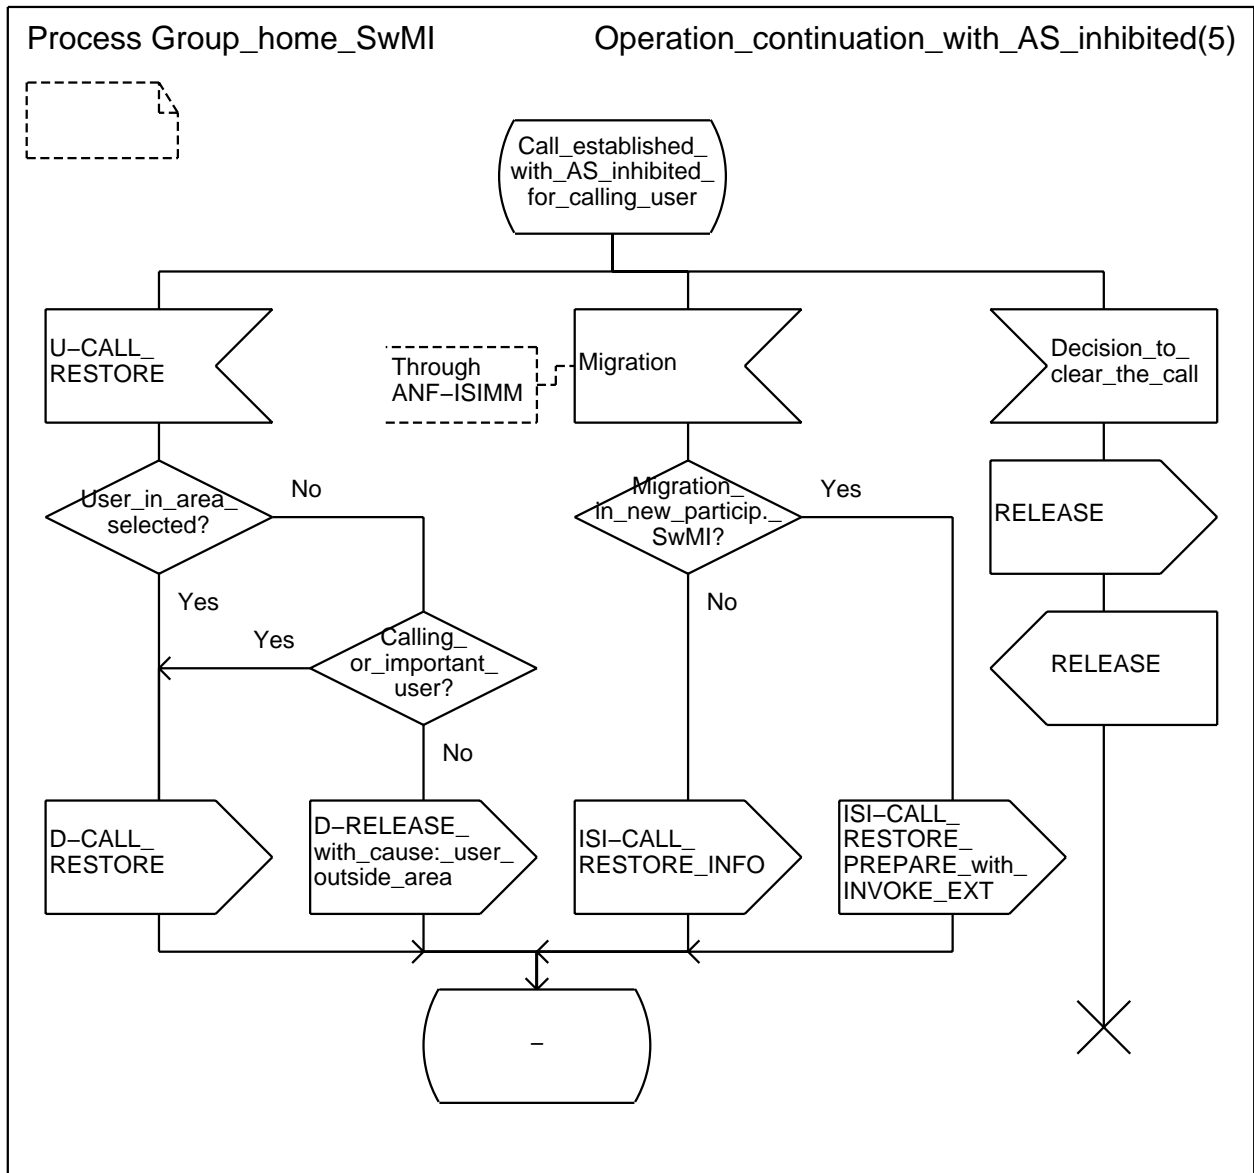 Process Group_home_SwMI
Operation_continuation_with_AS_inhibited(5)
Call_established_
with_AS_inhibited_
for_calling_user
U−CALL_
RESTORE
Through
ANF−ISIMM
Migration
Decision_to_
clear_the_call
User_in_area_
selected?
No
Yes
Migration_
in_new_particip._
SwMI?
Yes
No
RELEASE
Calling_
or_important_
user?
Yes
No
RELEASE
D−CALL_
RESTORE
D−RELEASE_
with_cause:_user_
outside_area
ISI−CALL_
RESTORE_INFO
ISI−CALL_
RESTORE_
PREPARE_with_
INVOKE_EXT
−